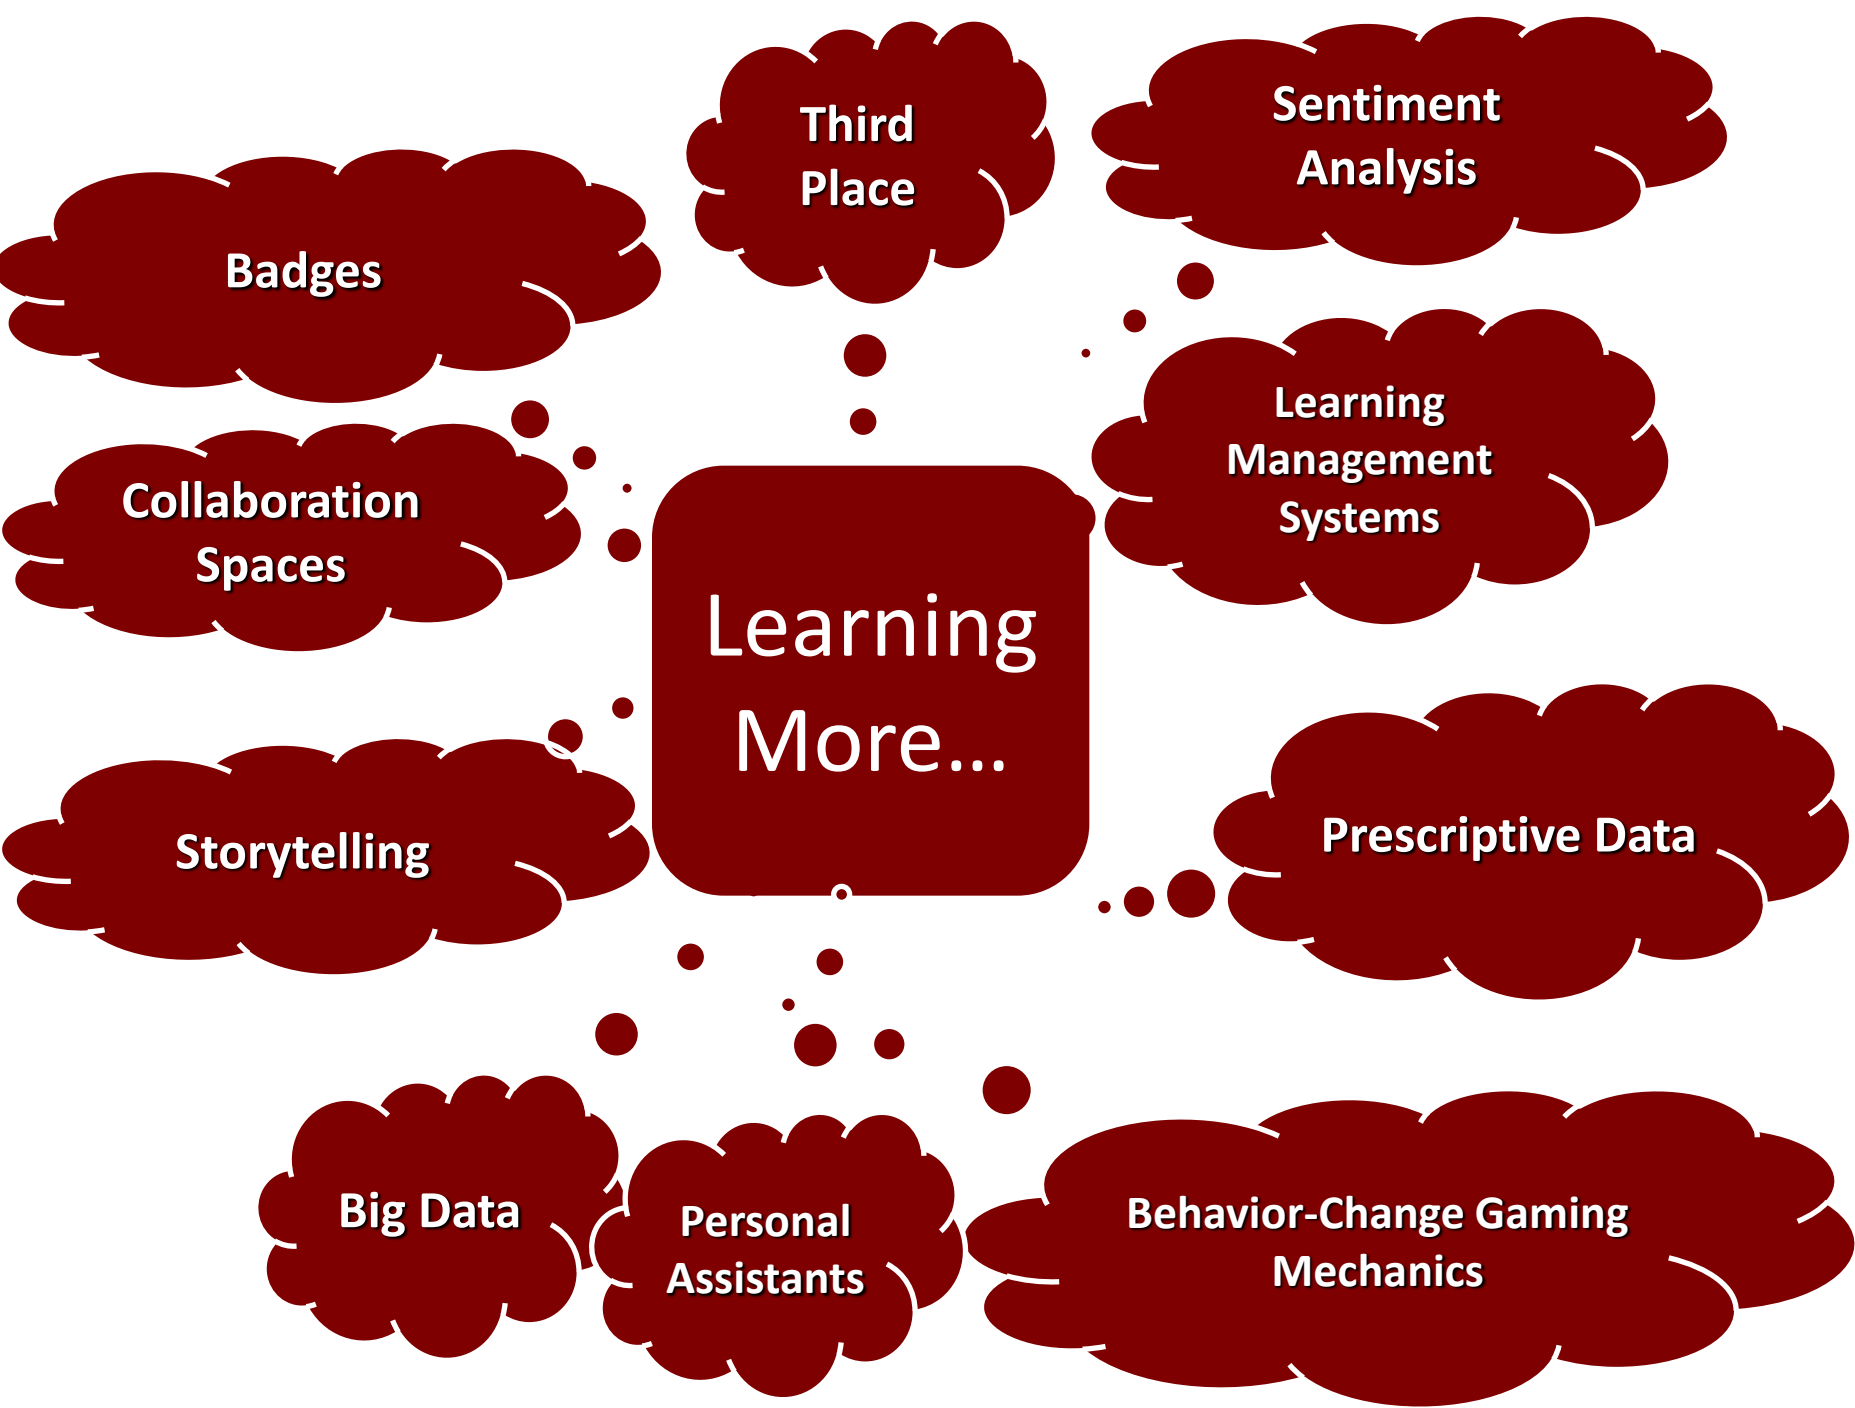 Third
Place
Sentiment
Analysis
Badges
Learning
Management
Systems
Collaboration
Spaces
Learning
More…
Prescriptive Data
Storytelling
Big Data
Personal
Assistants
Behavior-Change Gaming
Mechanics